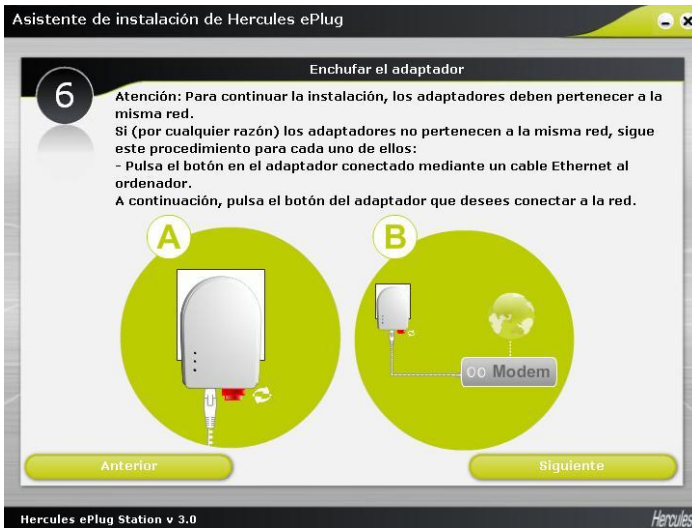 Asistente de instalación de Hercules ePlug
Enchufar el adaptador
6
Atención: Para continuar la instalación, los adaptadores deben pertenecer a la
misma red.
Si (por cualquier razón) los adaptadores no pertenecen a la misma red, sigue
este procedimiento para cada uno de ellos:
- Pulsa el botón en el adaptador conectado mediante un cable Ethernet al
ordenador.
A continuación, pulsa el botón del adaptador que desees conectar a la red.
A
B
Modem
Anterior
Siguiente
Hercules ePlug Station v 3.0
Hercules